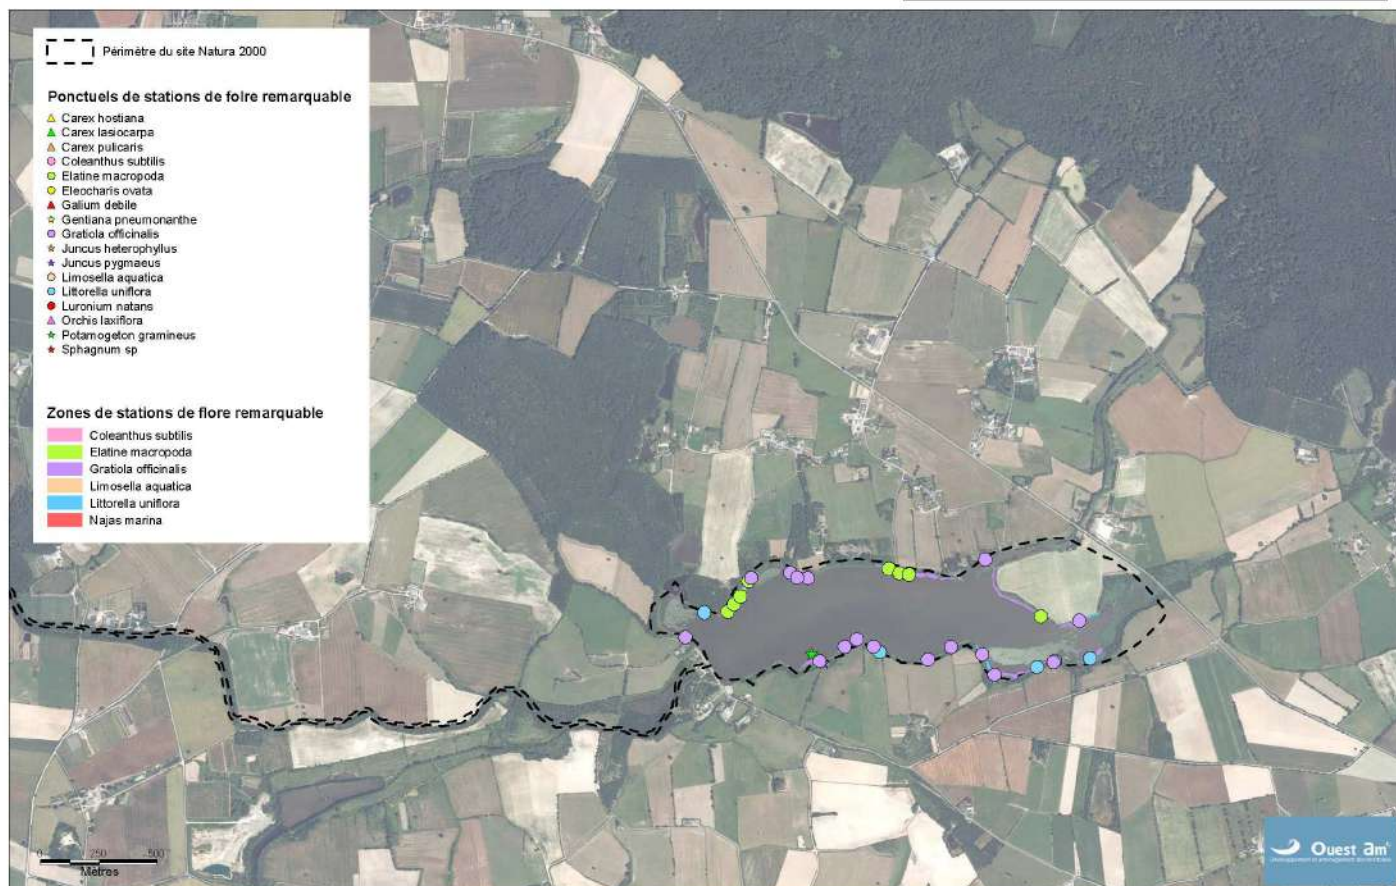 Périmètre du site Natura 2000
Ponctuels de stations de folre remarquable
Carex hostiana
Carex lasiocarpa
Carex pulicaris
Coleanthus subtilis
Elatine macropoda
Eleocharis ovata
Galium debile
Gentiana pneumonanthe
Gratiola officinalis
Juncus heterophyllus
Juncus pygmaeus
Limosella aquatica
Littorella uniflora
Luronium natans
Orchis laxiflora
Potamogeton gramineus
Sphagnum sp
Zones de stations de flore remarquable
Coleanthus subtilis
Elatine macropoda
Gratiola officinalis
Limosella aquatica
Littorella uniflora
Najas marina
0 250 500
Mètres
Ouest am'